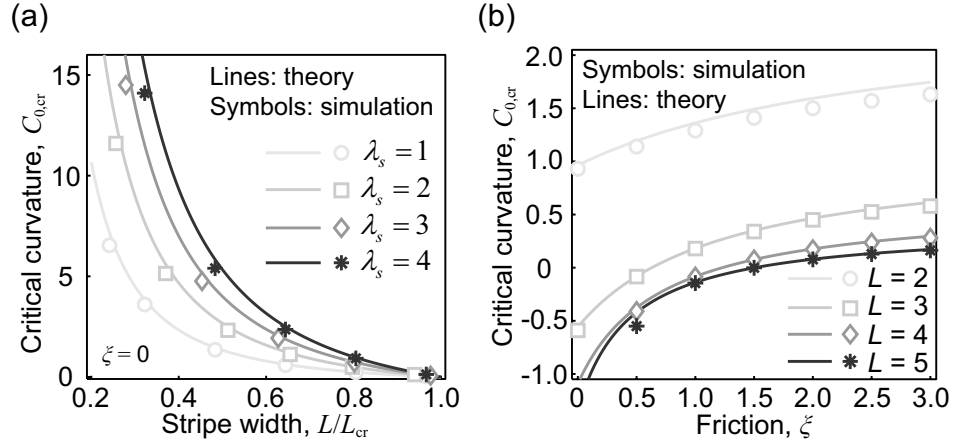 (a)
Critical curvature, C0,cr
15
10
5
0
Lines: theory
Symbols: simulation
λs = 1
λs = 2
λs = 3
λs = 4
ξ=0
0.2 0.4 0.6 0.8 1.0
Stripe width, L/Lcr
(b)
Critical curvature, C0,cr
2.0
1.5
1.0
0.5
0
-0.5
-1.0
Symbols: simulation
Lines: theory
L = 2
L = 3
L = 4
L = 5
0 0.5 1.0 1.5 2.0 2.5 3.0
Friction, ξ